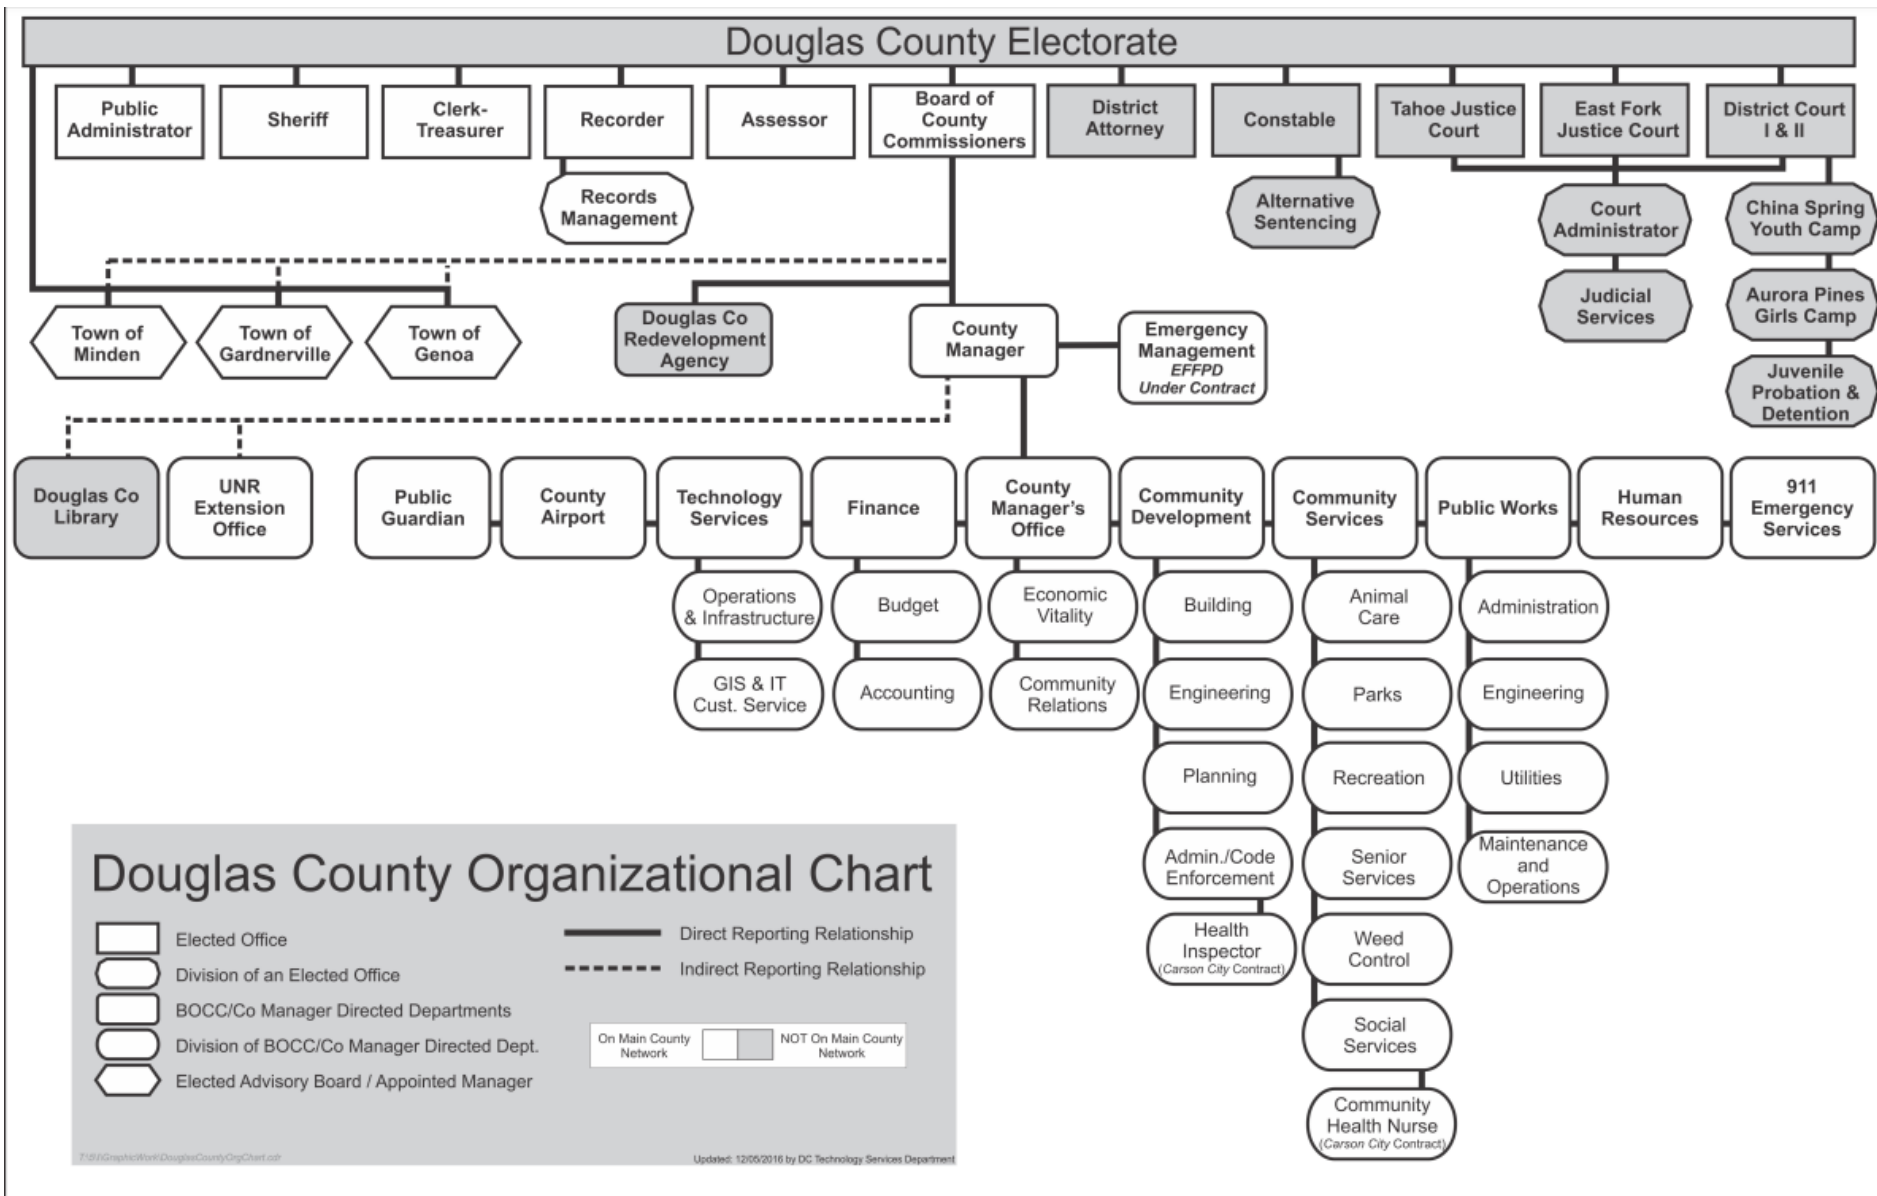 Douglas County Electorate
Public
Administrator
Sheriff
Clerk-
Treasurer
Recorder
Assessor
Board of
County
Commissioners
District
Attorney
Constable
Tahoe Justice
Court
East Fork
Justice Court
District Court
I & II
Records
Management
Alternative
Sentencing
Court
Administrator
China Spring
Youth Camp
Judicial
Services
Aurora Pines
Girls Camp
Juvenile
Probation &
Detention
Town of
Minden
Town of
Gardnerville
Town of
Genoa
Douglas Co
Redevelopment
Agency
County
Manager
Emergency
Management
EFFPD
Under Contract
Douglas Co
Library
UNR
Extension
Office
Public
Guardian
County
Airport
Technology
Services
Finance
County
Manager's
Office
Community
Development
Community
Services
Public Works
Human
Resources
911
Emergency
Services
Operations
& Infrastructure
GIS & IT
Cust. Service
Budget
Accounting
Economic
Vitality
Community
Relations
Building
Engineering
Planning
Admin./Code
Enforcement
Health
Inspector
(Carson City Contract)
Animal
Care
Parks
Recreation
Senior
Services
Weed
Control
Social
Services
Community
Health Nurse
(Carson City Contract)
Administration
Engineering
Utilities
Maintenance
and
Operations
Douglas County Organizational Chart
Elected Office
Division of an Elected Office
BOCC/Co Manager Directed Departments
Division of BOCC/Co Manager Directed Dept.
Elected Advisory Board / Appointed Manager
Direct Reporting Relationship
Indirect Reporting Relationship
On Main County
Network
NOT On Main County
Network
Updated: 12/05/2016 by DC Technology Services Department